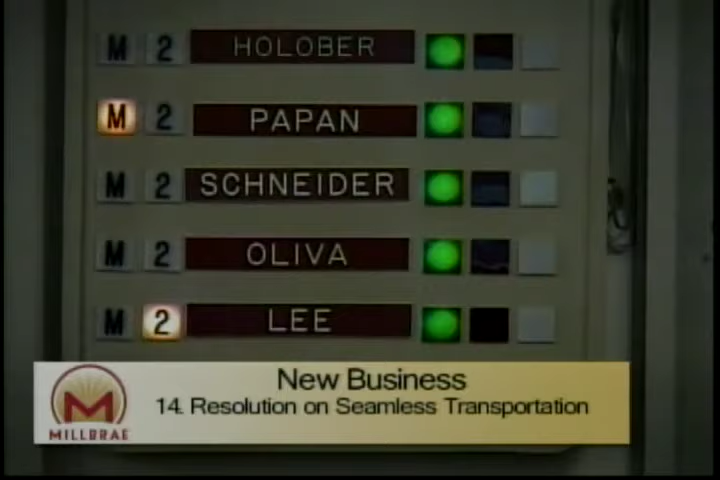 M 2 HOLOBER
M 2 PAPAN
M 2 SCHNEIDER
M 2 OLIVA
M 2 LEE
New Business
14. Resolution on Seamless Transportation
M
MILLBRAE